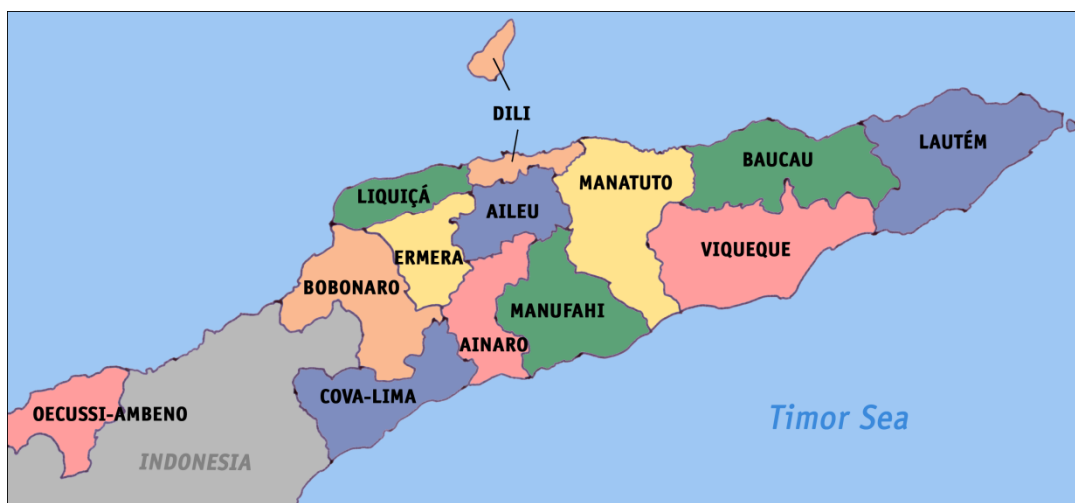 DILI
LAUTÉM
BAUCAU
MANATUTO
LIQUIÇÁ
AILEU
VIQUEQUE
ERMERA
BOBONARO
MANUFAHI
AINARO
COVA-LIMA
OECUSSI-AMBENO
Timor Sea
INDONESIA